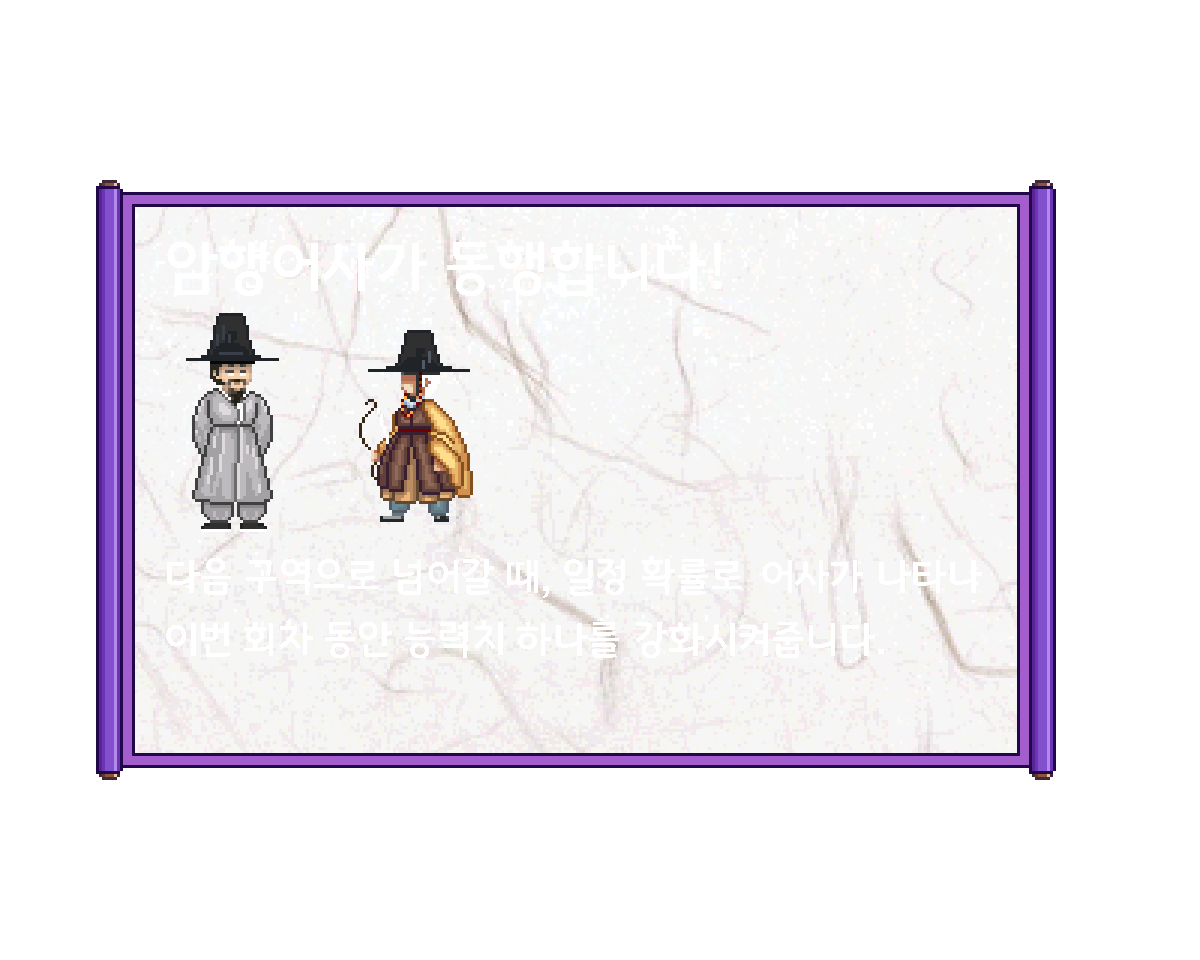 암행어사가 동행합니다!
다음 구역으로 넘어갈 때, 일정 확률로 어사가 나타나
이번 회차 동안 능력치 하나를 강화시켜줍니다.